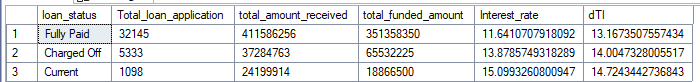 loan_status Total_loan_application total_amount_received total_funded_amount Interest_rate dTI
1 Fully Paid 32145 411586256 351358350 11.6410707918092 13.1673507557434
2 Charged Off 5333 37284763 65532225 13.8785749318289 14.0047328005517
3 Current 1098 24199914 18866500 15.0993260800947 14.7243442736843